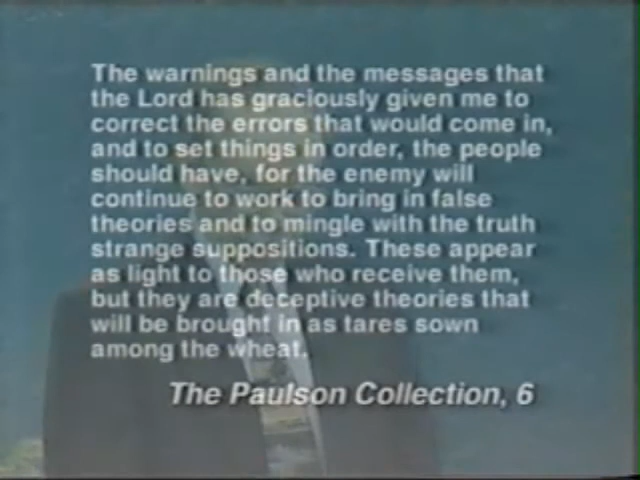 The warnings and the messages that
the Lord has graciously given me to
correct the errors that would come in,
and to set things in order, the people
should have, for the enemy will
continue to work to bring in false
theories and to mingle with the truth
strange suppositions. These appear
as light to those who receive them,
but they are deceptive theories that
will be brought in as tares sown
among the wheat.
The Paulson Collection, 6